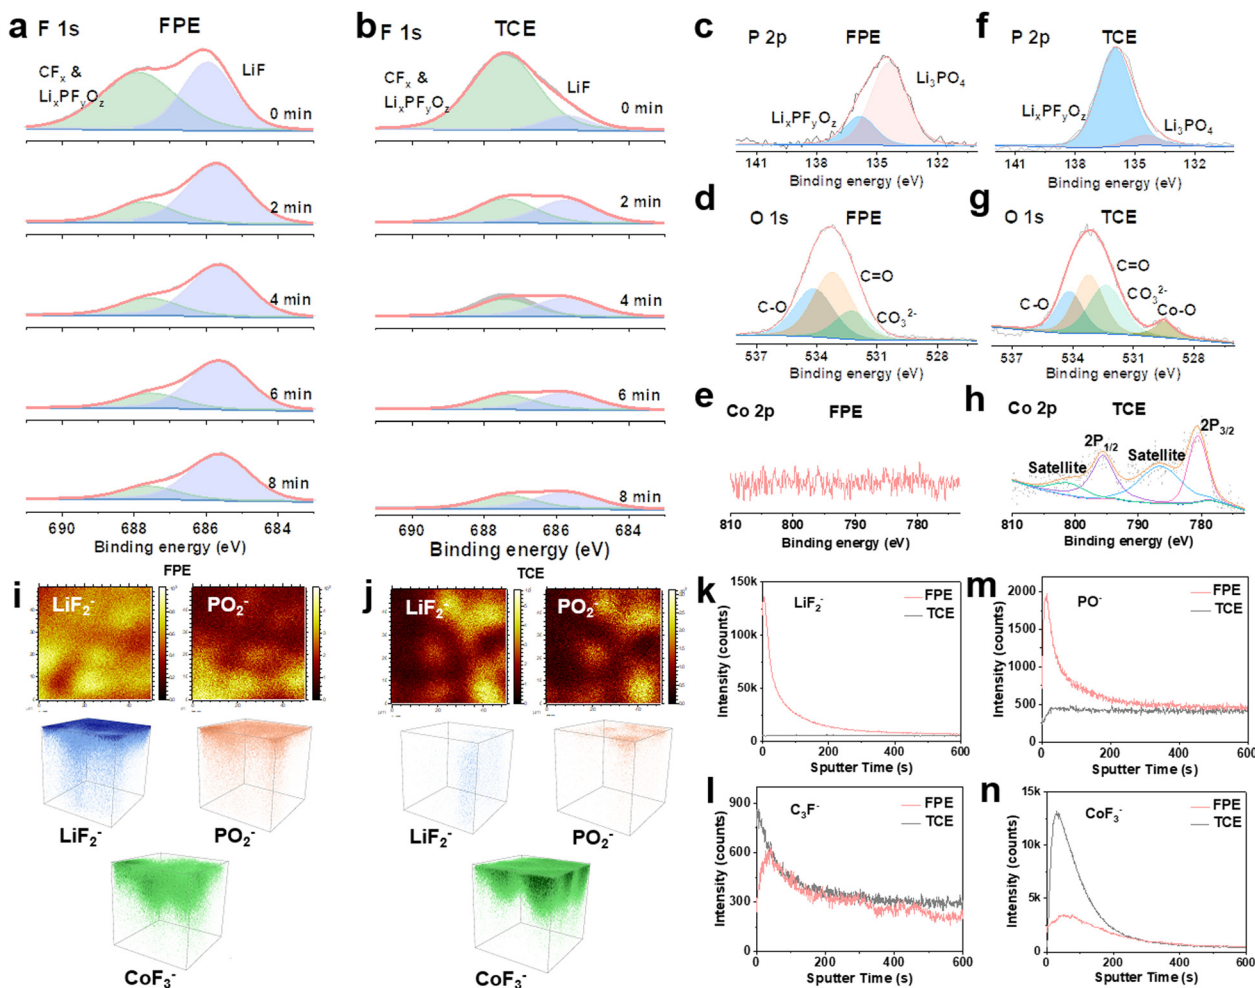 a F 1s FPE
CFₓ &
LiₓPFᵧO_z
LiF
0 min
2 min
4 min
6 min
8 min
690 688 686 684
Binding energy (eV)
b F 1s TCE
CFₓ &
LiₓPFᵧO_z
LiF
0 min
2 min
4 min
6 min
8 min
690 688 686 684
Binding energy (eV)
c P 2p FPE
Li₃PO₄
LiₓPFᵧO_z
141 138 135 132
Binding energy (eV)
f P 2p TCE
LiₓPFᵧO_z
Li₃PO₄
141 138 135 132
Binding energy (eV)
d O 1s FPE
C=O
C-O
CO₃²⁻
537 534 531 528
Binding energy (eV)
g O 1s TCE
C=O
C-O
CO₃²⁻
Co-O
537 534 531 528
Binding energy (eV)
e Co 2p FPE
810 800 790 780
Binding energy (eV)
h Co 2p TCE
2P₃/₂
2P₁/₂
Satellite
Satellite
810 800 790 780
Binding energy (eV)
i FPE
LiF₂⁻
PO₂⁻
LiF₂⁻ PO₂⁻
CoF₃⁻
j TCE
LiF₂⁻
PO₂⁻
LiF₂⁻ PO₂⁻
CoF₃⁻
k LiF₂⁻
FPE
TCE
150k
100k
50k
0
0 200 400 600
Intensity (counts)
Sputter Time (s)
m PO⁻
FPE
TCE
2000
1500
1000
500
0
0 200 400 600
Intensity (counts)
Sputter Time (s)
l C₃F⁻
FPE
TCE
900
600
300
0
0 200 400 600
Intensity (counts)
Sputter Time (s)
n CoF₃⁻
FPE
TCE
15k
10k
5k
0
0 200 400 600
Intensity (counts)
Sputter Time (s)